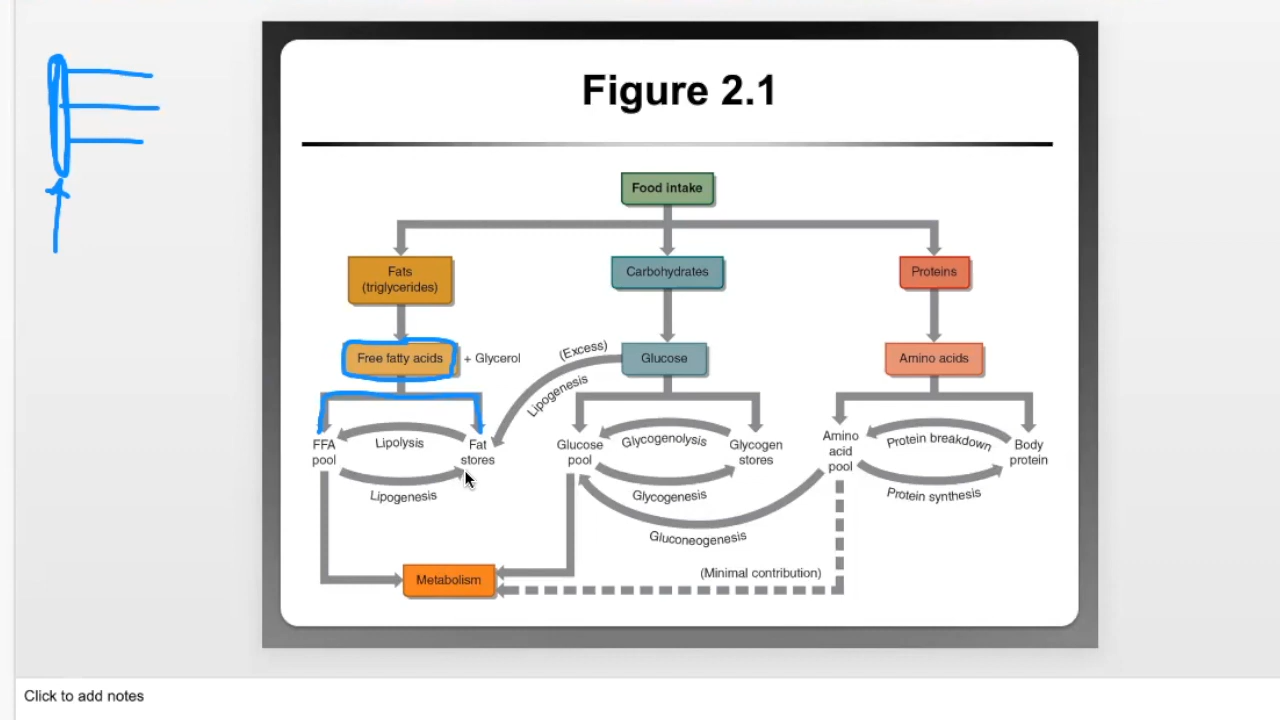 Figure 2.1
Food intake
Fats
(triglycerides)
Carbohydrates
Proteins
Free fatty acids
+ Glycerol
(Excess)
Lipogenesis
Glucose
Amino acids
FFA
pool
Lipolysis
Fat
stores
Lipogenesis
Glucose
pool
Glycogenolysis
Glycogen
stores
Glycogenesis
Amino
acid
pool
Protein breakdown
Body
protein
Protein synthesis
Gluconeogenesis
(Minimal contribution)
Metabolism
Click to add notes